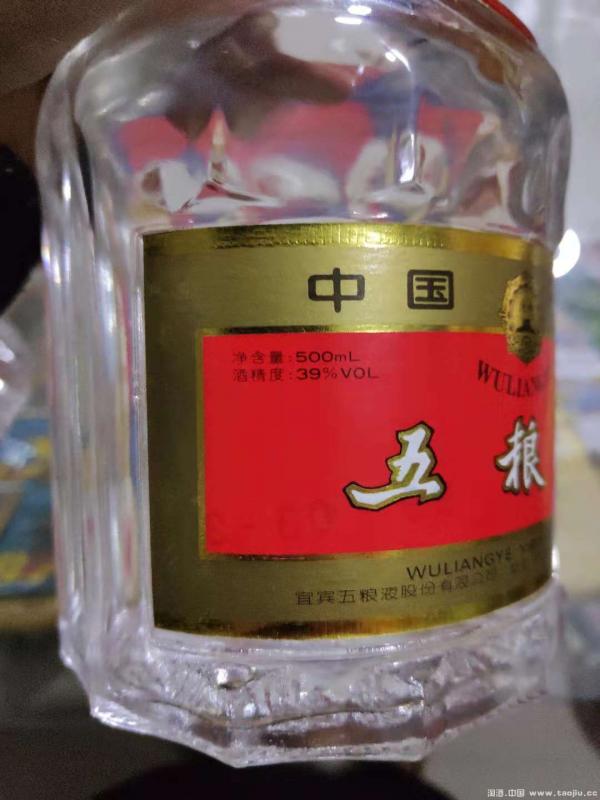 中国
净含量:500mL
酒精度:39%VOL
五粮
WULIANGYE
宜宾五粮液股份有限公司
淘酒.中国 www.taojiu.cc